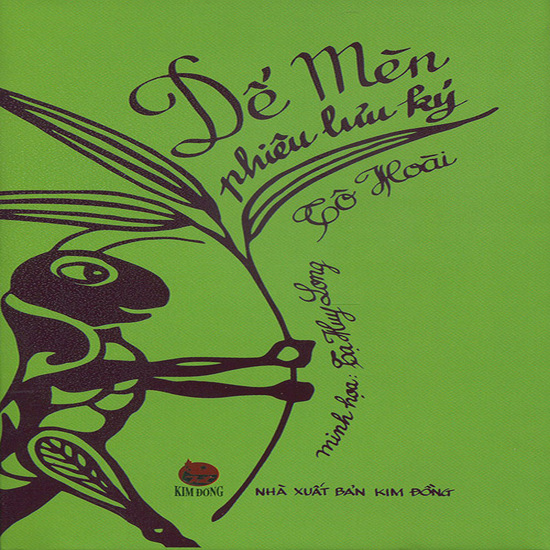 Dế Mèn
phiêu lưu ký
Tô Hoài
minh họa: Tạ Huy Long
KIM ĐỒNG
NHÀ XUẤT BẢN KIM ĐỒNG